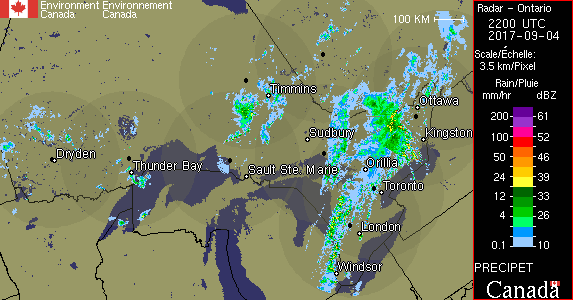 Environment Environnement
Canada Canada
100 KM
Timmins
Ottawa
Sudbury
Kingston
Dryden
Thunder Bay
Sault Ste. Marie
Orillia
Toronto
London
Windsor
Radar - Ontario
2200 UTC
2017-09-04
Scale/Échelle:
3.5 km/Pixel
Rain/Pluie
mm/hr dBZ
200 61
100 52
50 46
24 39
12 33
4 26
0.1 10
PRECIPET
Canada